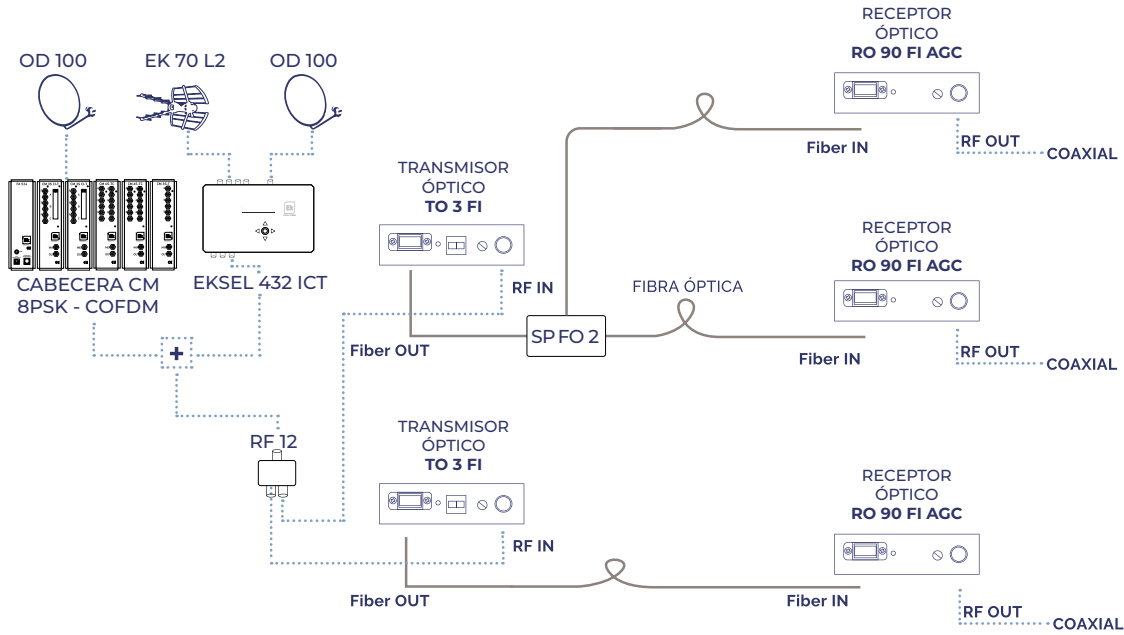 RECEPTOR
ÓPTICO
RO 90 FI AGC
OD 100
EK 70 L2
OD 100
Fiber IN
RF OUT
COAXIAL
TRANSMISOR
ÓPTICO
TO 3 FI
RECEPTOR
ÓPTICO
RO 90 FI AGC
CABECERA CM
8PSK - COFDM
EKSEL 432 ICT
RF IN
FIBRA ÓPTICA
SP FO 2
Fiber OUT
Fiber IN
RF OUT
COAXIAL
+
RF 12
TRANSMISOR
ÓPTICO
TO 3 FI
RECEPTOR
ÓPTICO
RO 90 FI AGC
RF IN
Fiber OUT
Fiber IN
RF OUT
COAXIAL